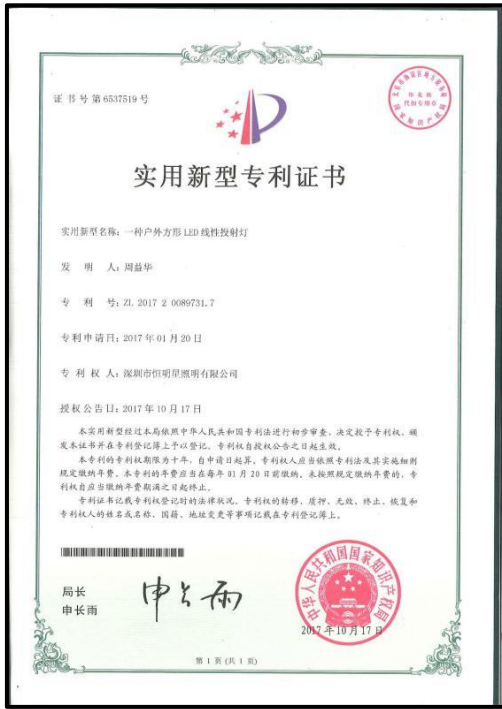 证书号第6537519号
实用新型专利证书
实用新型名称：一种户外方形LED线性投射灯
发 明 人：周益华
专 利 号：ZL 2017 2 0089731.7
专利申请日：2017年01月20日
专 利 权 人：深圳市恒明星照明有限公司
授权公告日：2017年10月17日
本实用新型经过本局依照中华人民共和国专利法进行初步审查，决定授予专利权，颁
发本证书并在专利登记簿上予以登记。专利权自授权公告之日起生效。
本专利的专利权期限为十年，自申请日起算。专利权人应当依照专利法及其实施细则
规定缴纳年费。本专利的年费应当在每年01月20日前缴纳。未按照规定缴纳年费的，专
利权自应当缴纳年费期满之日起终止。
专利证书记载专利权登记时的法律状况。专利权的转移、质押、无效、终止、恢复和
专利权人的姓名或名称、国籍、地址变更等事项记载在专利登记簿上。
局长
申长雨
申长雨
中华人民共和国国家知识产权局
2017年10月17日
第1页(共1页)